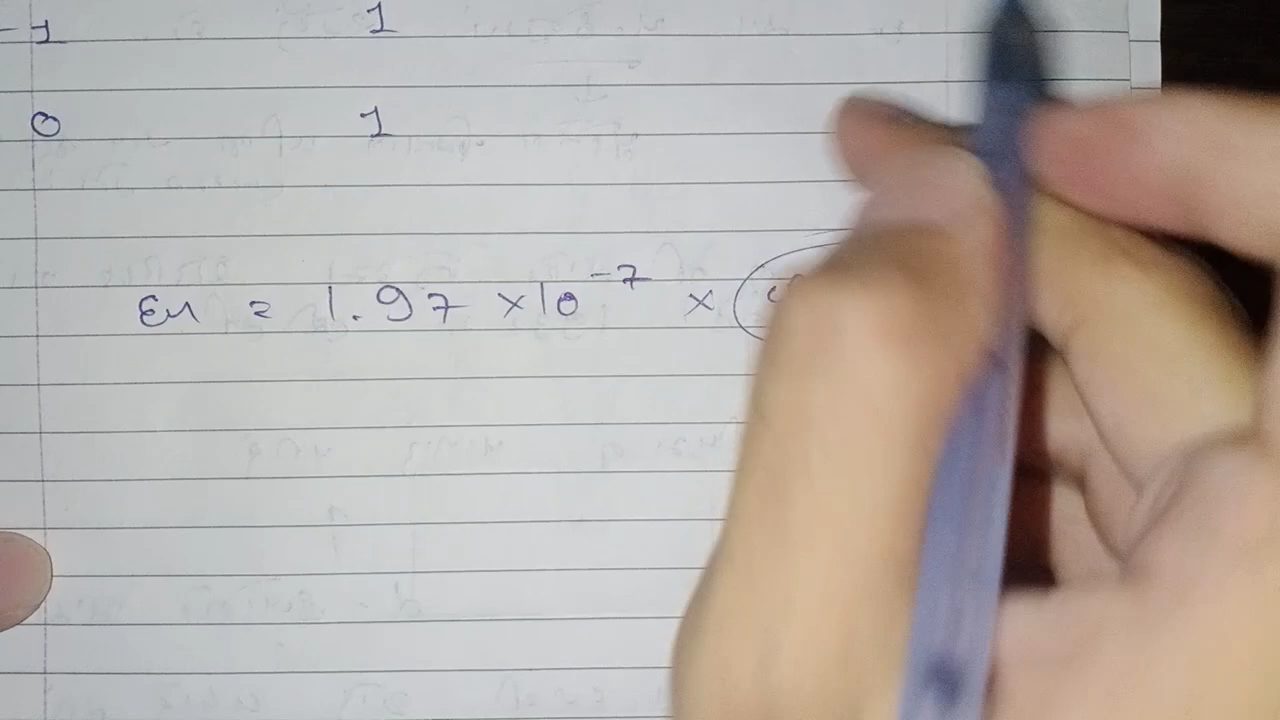 -1 1
0 1
En = 1.97 × 10⁻⁷ × (